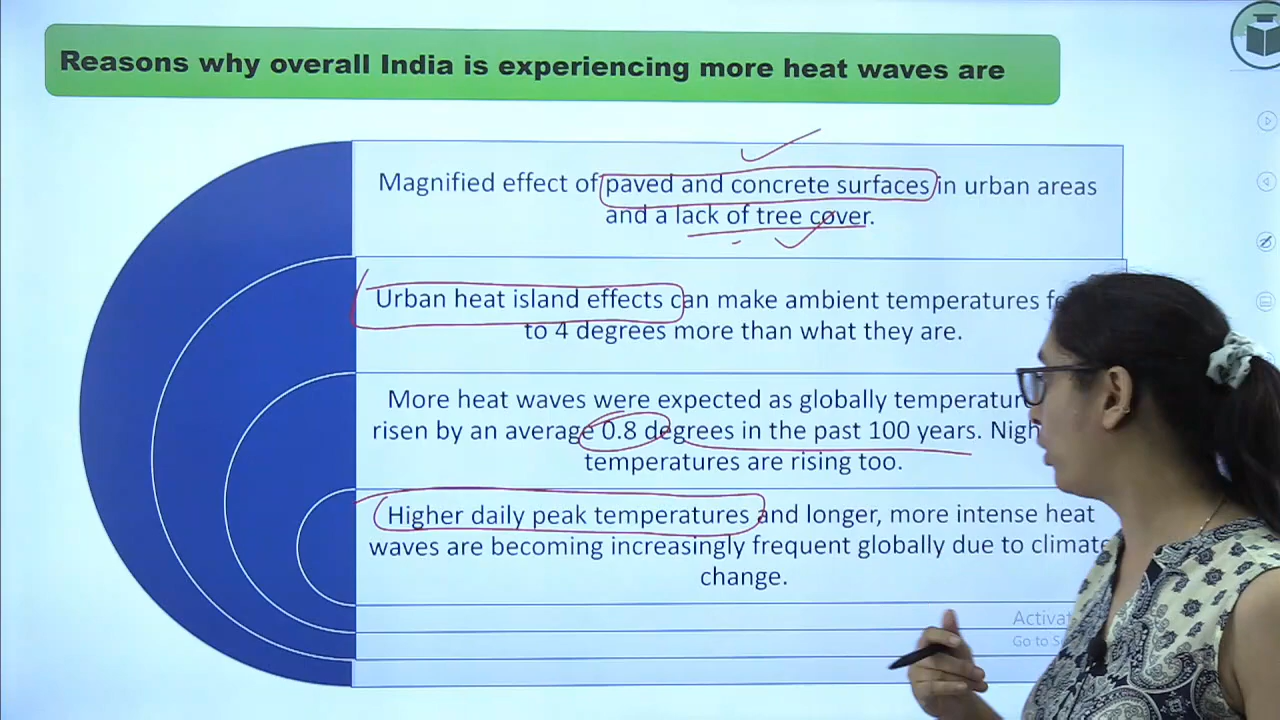 Reasons why overall India is experiencing more heat waves are
Magnified effect of paved and concrete surfaces in urban areas
and a lack of tree cover.
Urban heat island effects can make ambient temperatures
to 4 degrees more than what they are.
More heat waves were expected as globally
risen by an average 0.8 degrees in the past 100 years.
temperatures are rising too.
Higher daily peak temperatures and longer, more intense heat
waves are becoming increasingly frequent globally due to climate
change.
Go to